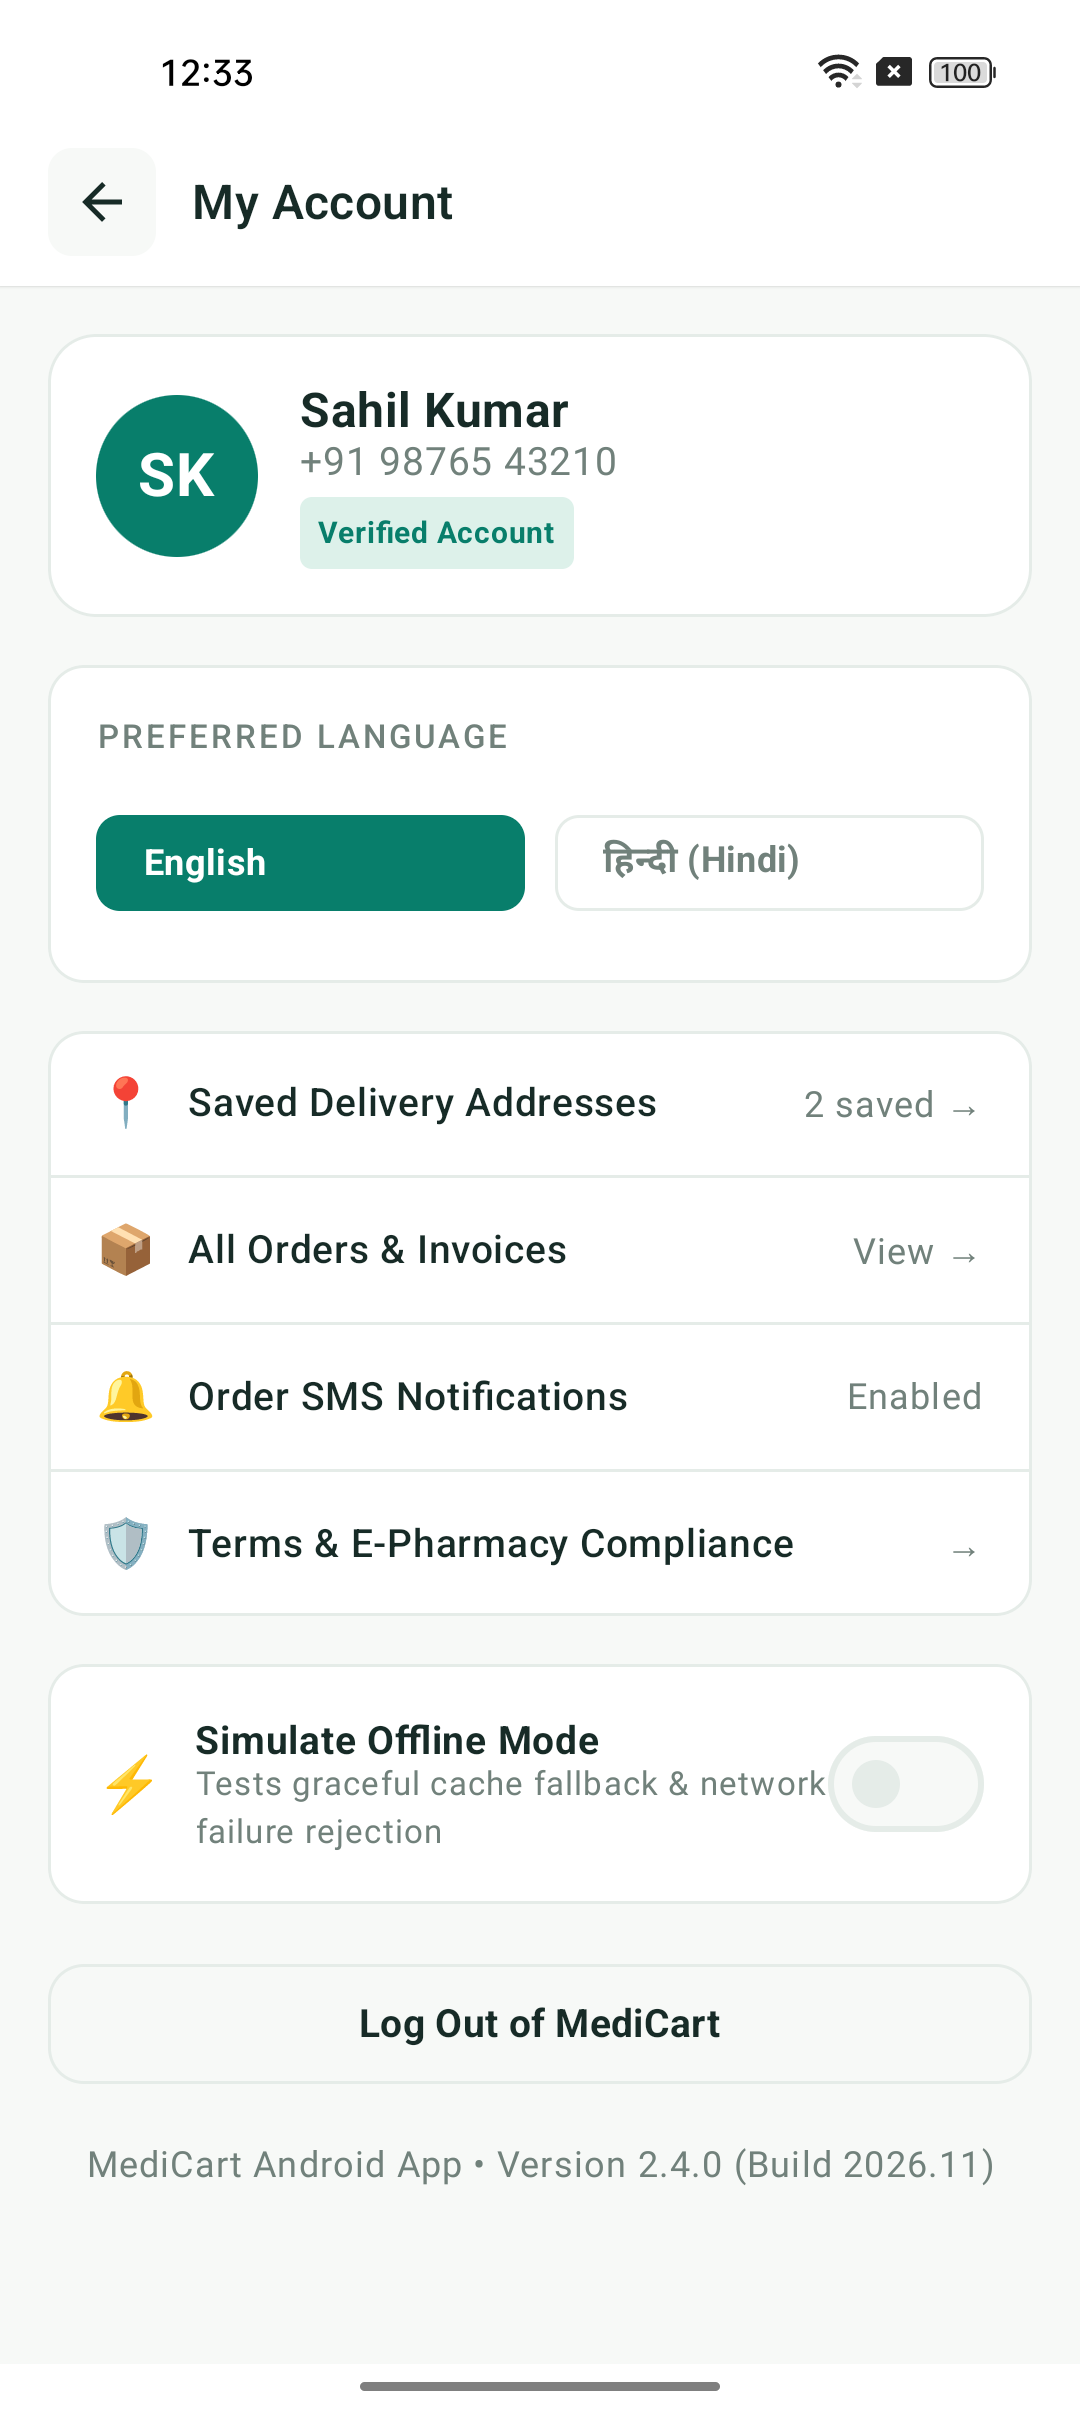 12:33
100
My Account
SK
Sahil Kumar
+91 98765 43210
Verified Account
PREFERRED LANGUAGE
English
हिन्दी (Hindi)
Saved Delivery Addresses
2 saved →
All Orders & Invoices
View →
Order SMS Notifications
Enabled
Terms & E-Pharmacy Compliance
→
Simulate Offline Mode
Tests graceful cache fallback & network
failure rejection
Log Out of MediCart
MediCart Android App • Version 2.4.0 (Build 2026.11)